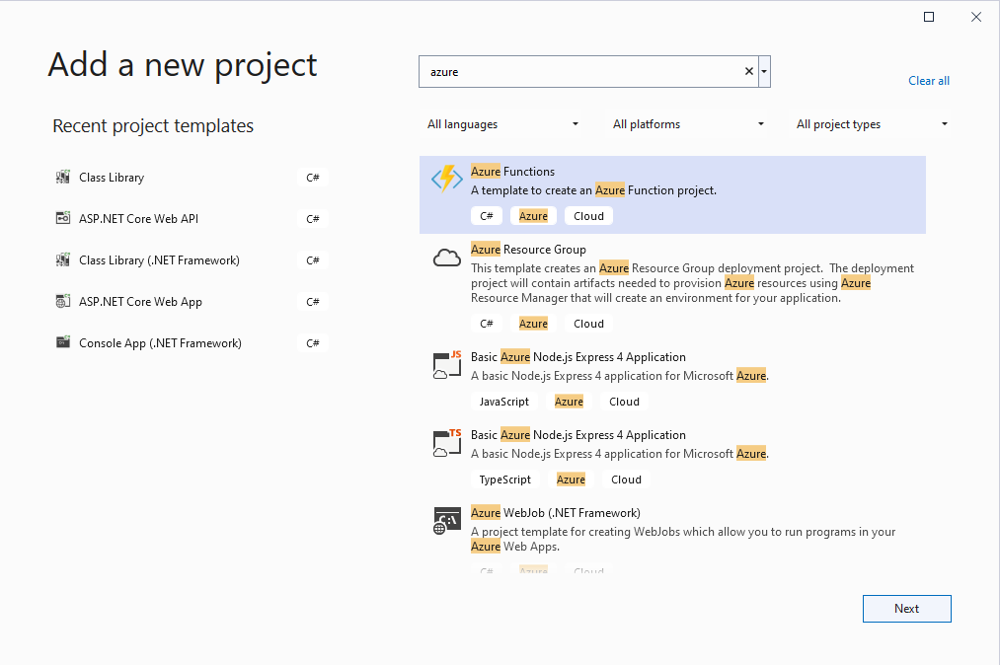 Add a new project
Recent project templates
Class Library
C#
ASP.NET Core Web API
C#
Class Library (.NET Framework)
C#
ASP.NET Core Web App
C#
Console App (.NET Framework)
C#
azure
Clear all
All languages
All platforms
All project types
Azure Functions
A template to create an Azure Function project.
C# Azure Cloud
Azure Resource Group
This template creates an Azure Resource Group deployment project.  The deployment
project will contain artifacts needed to provision Azure resources using Azure
Resource Manager that will create an environment for your application.
C# Azure Cloud
JS
Basic Azure Node.js Express 4 Application
A basic Node.js Express 4 application for Microsoft Azure.
JavaScript Azure Cloud
TS
Basic Azure Node.js Express 4 Application
A basic Node.js Express 4 application for Microsoft Azure.
TypeScript Azure Cloud
C:\
Azure WebJob (.NET Framework)
A project template for creating WebJobs which allow you to run programs in your
Azure Web Apps.
C# Azure Cloud
Next